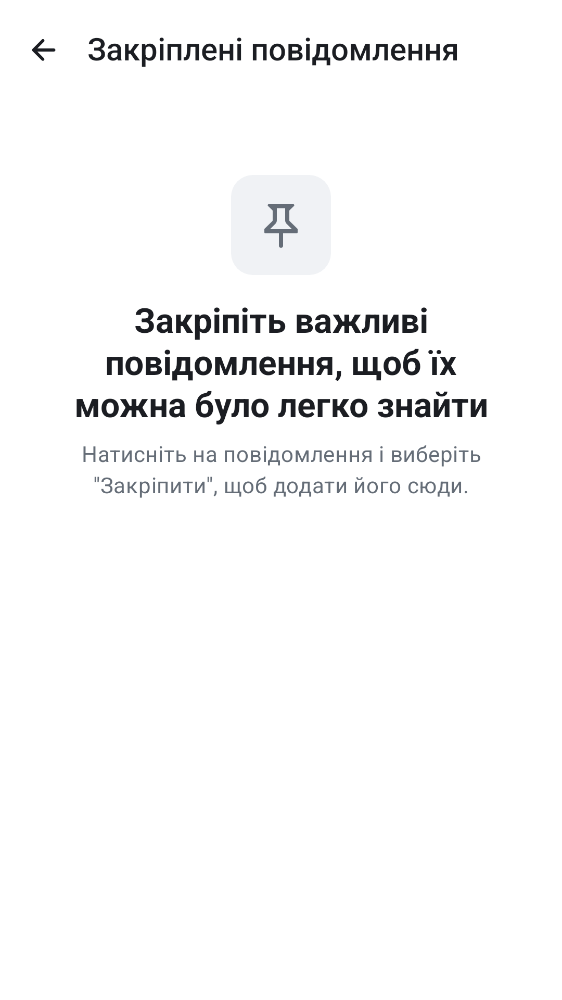 Закріплені повідомлення
Закріпіть важливі
повідомлення, щоб їх
можна було легко знайти
Натисніть на повідомлення і виберіть
"Закріпити", щоб додати його сюди.